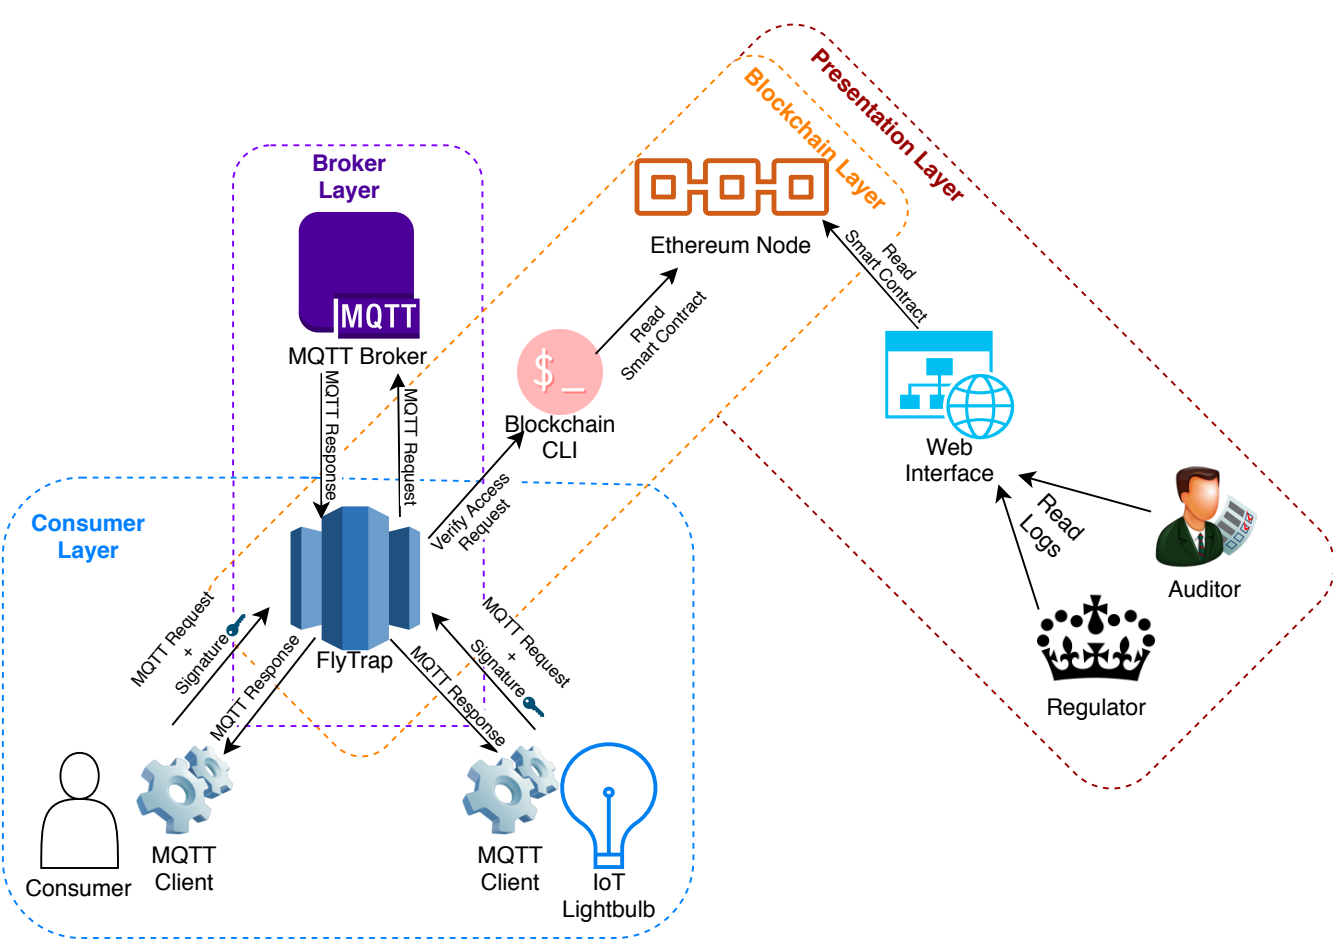 Presentation Layer
Blockchain Layer
Broker
Layer
MQTT
MQTT Broker
Ethereum Node
Read
Smart Contract
Read
Smart Contract
$_
Blockchain
CLI
Web
Interface
MQTT Response
MQTT Request
Verify Access
Request
Consumer
Layer
Read
Logs
Auditor
Regulator
FlyTrap
MQTT Request
+
Signature
MQTT Response
MQTT Response
MQTT Request
+
Signature
Consumer
MQTT
Client
MQTT
Client
IoT
Lightbulb